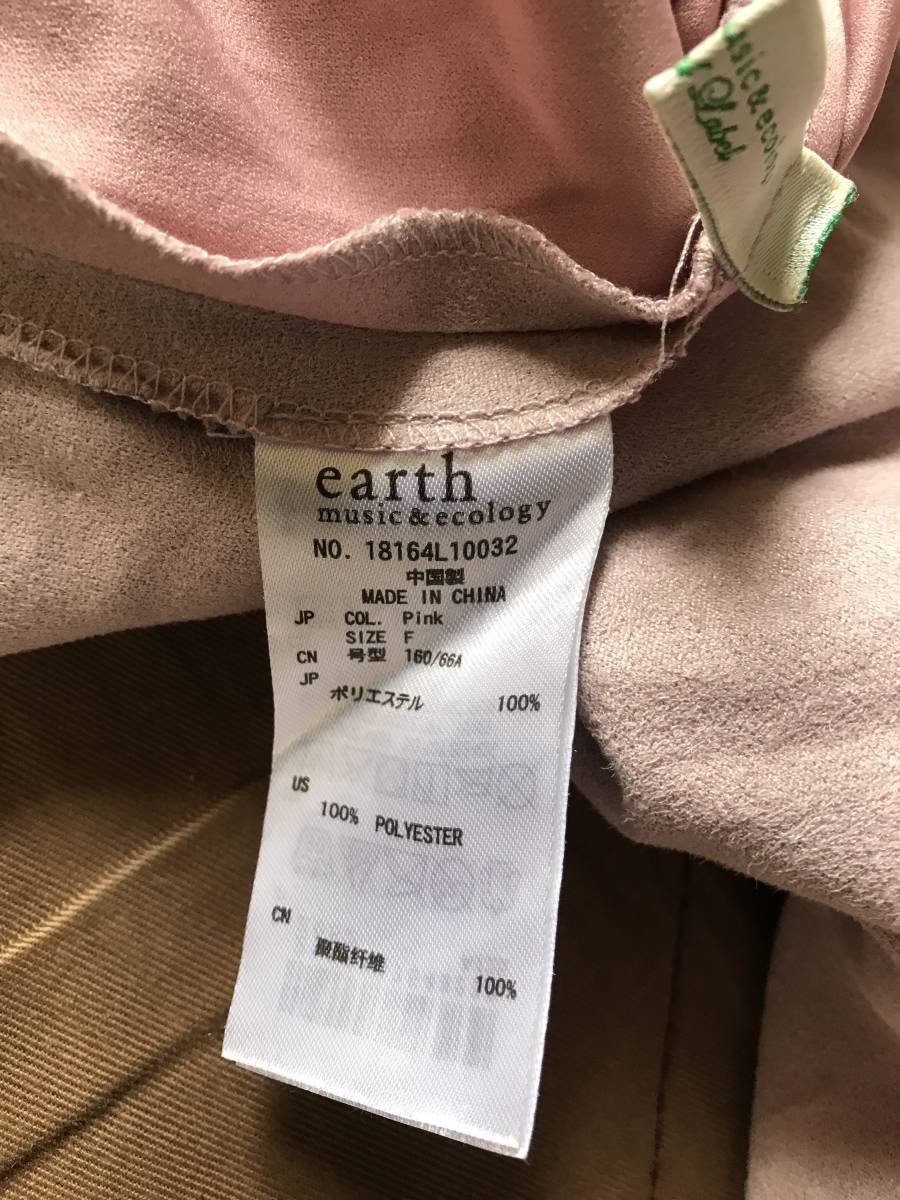 music&ecology
Label
earth
music&ecology
NO. 18164L10032
中国製
MADE IN CHINA
JP COL. Pink
SIZE F
CN 号型 160/66A
JP
ポリエステル 100%
US
100% POLYESTER
CN
聚酯纤维 100%